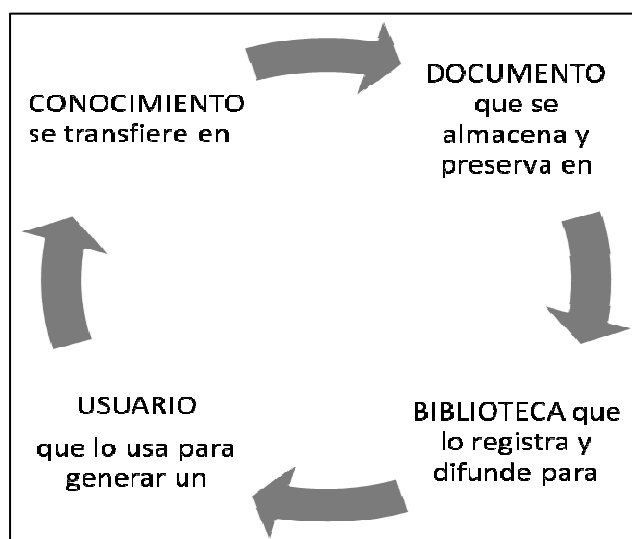 CONOCIMIENTO
se transfiere en
DOCUMENTO
que se
almacena y
preserva en
BIBLIOTECA que
lo registra y
difunde para
USUARIO
que lo usa para
generar un